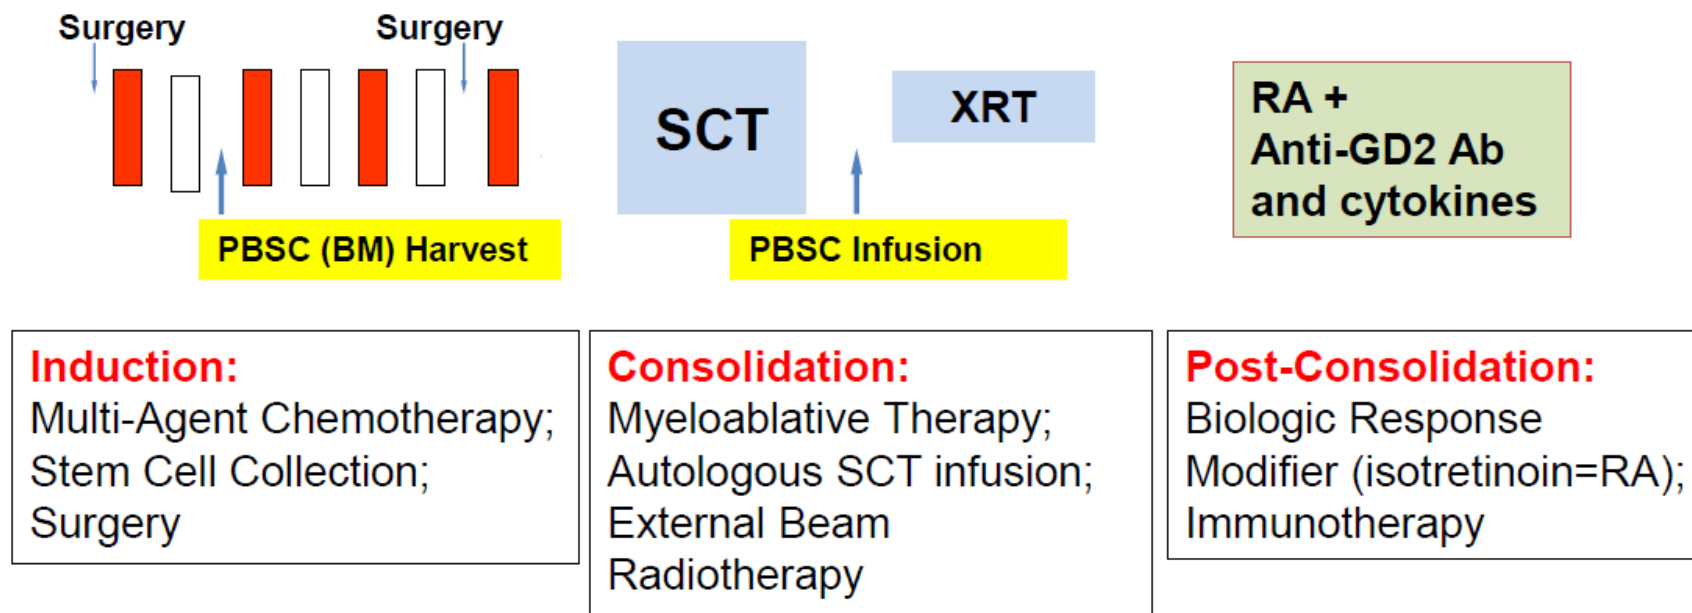 Surgery
Surgery
PBSC (BM) Harvest
SCT
XRT
PBSC Infusion
RA +
Anti-GD2 Ab
and cytokines
Induction:
Multi-Agent Chemotherapy;
Stem Cell Collection;
Surgery
Consolidation:
Myeloablative Therapy;
Autologous SCT infusion;
External Beam
Radiotherapy
Post-Consolidation:
Biologic Response
Modifier (isotretinoin=RA);
Immunotherapy